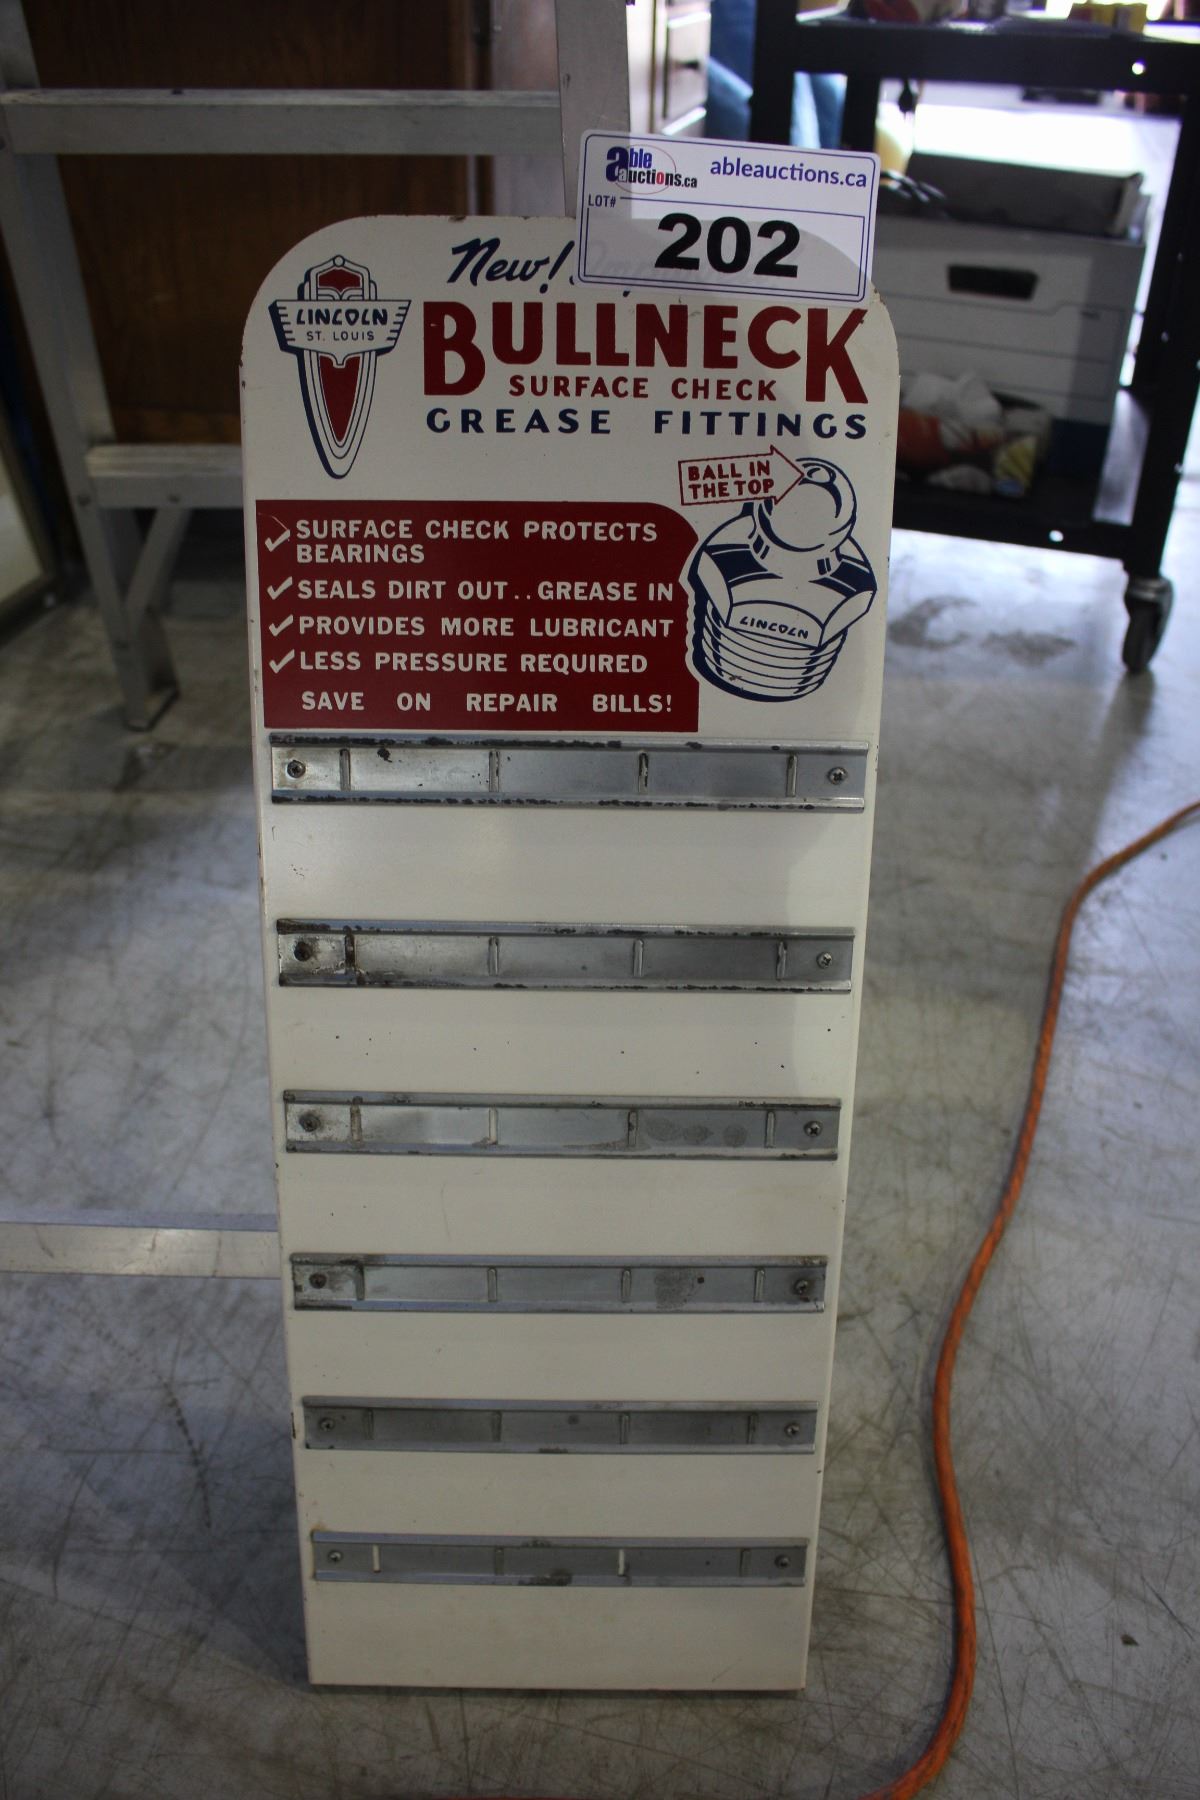 able auctions.ca
ableauctions.ca
LOT#
202
New!
LINCOLN
ST. LOUIS
BULLNECK
SURFACE CHECK
GREASE FITTINGS
BALL IN
THE TOP
SURFACE CHECK PROTECTS
BEARINGS
SEALS DIRT OUT..GREASE IN
PROVIDES MORE LUBRICANT
LESS PRESSURE REQUIRED
SAVE ON REPAIR BILLS!
LINCOLN